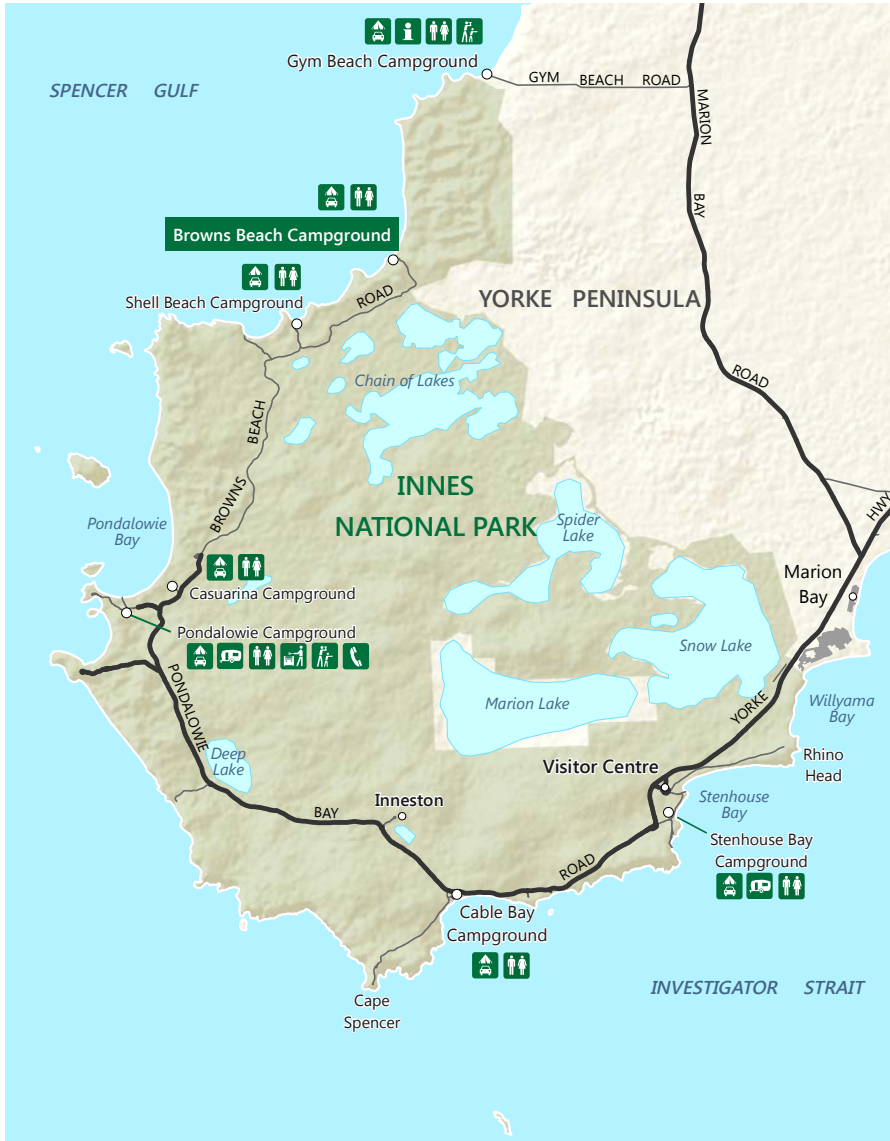 Gym Beach Campground
SPENCER GULF
GYM BEACH ROAD
MARION
BAY
ROAD
Browns Beach Campground
Shell Beach Campground
ROAD
YORKE PENINSULA
Chain of Lakes
BEACH
BROWNS
INNES
NATIONAL PARK
HWY
Spider
Lake
Pondalowie
Bay
Casuarina Campground
Marion
Bay
Pondalowie Campground
Snow Lake
PONDALOWIE
Marion Lake
YORKE
Willyama
Bay
Deep
Lake
Rhino
Head
Visitor Centre
Inneston
Stenhouse
Bay
BAY
Stenhouse Bay
Campground
ROAD
Cable Bay
Campground
INVESTIGATOR STRAIT
Cape
Spencer